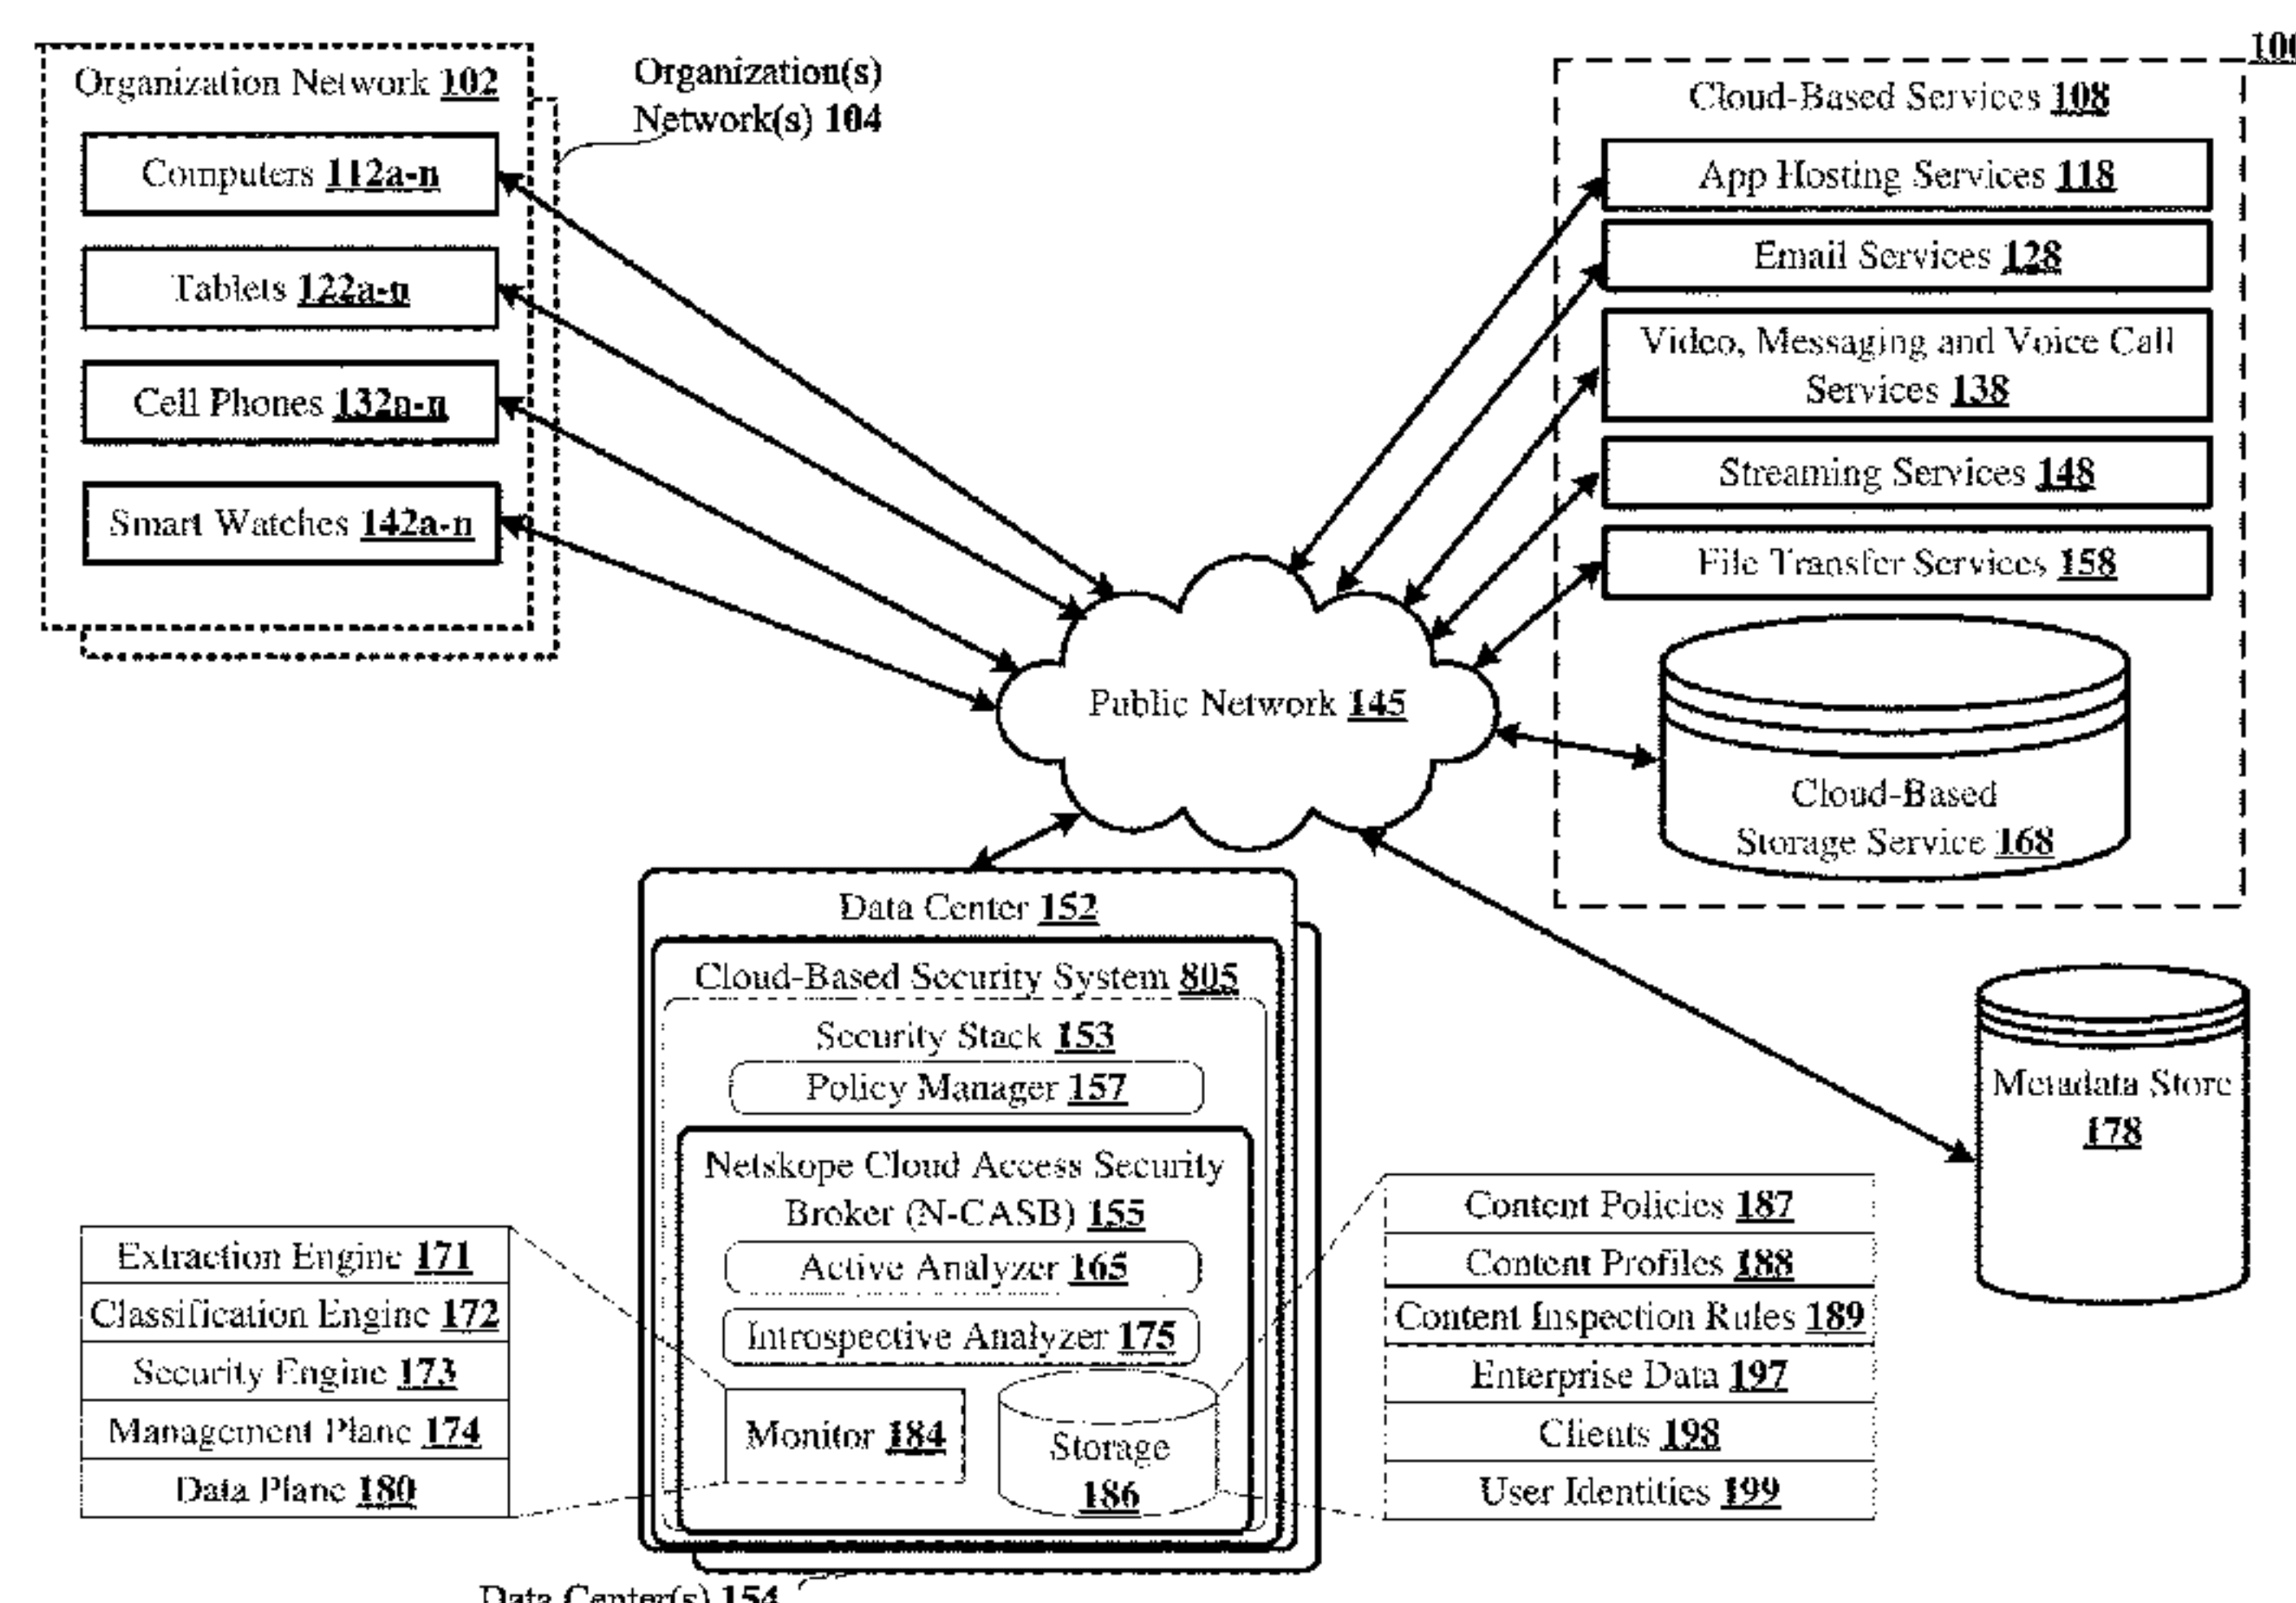 100
Organization Network 102
Organization(s)
Network(s) 104
Computers 112a-n
Tablets 122a-n
Cell Phones 132a-n
Smart Watches 142a-n
Cloud-Based Services 108
App Hosting Services 118
Email Services 128
Video, Messaging and Voice Call
Services 138
Streaming Services 148
File Transfer Services 158
Cloud-Based
Storage Service 168
Public Network 145
Data Center 152
Cloud-Based Security System 805
Security Stack 153
Policy Manager 157
Netskope Cloud Access Security
Broker (N-CASB) 155
Active Analyzer 165
Introspective Analyzer 175
Monitor 184
Storage
186
Metadata Store
178
Extraction Engine 171
Classification Engine 172
Security Engine 173
Management Plane 174
Data Plane 180
Content Policies 187
Content Profiles 188
Content Inspection Rules 189
Enterprise Data 197
Clients 198
User Identities 199
Data Center(s) 154